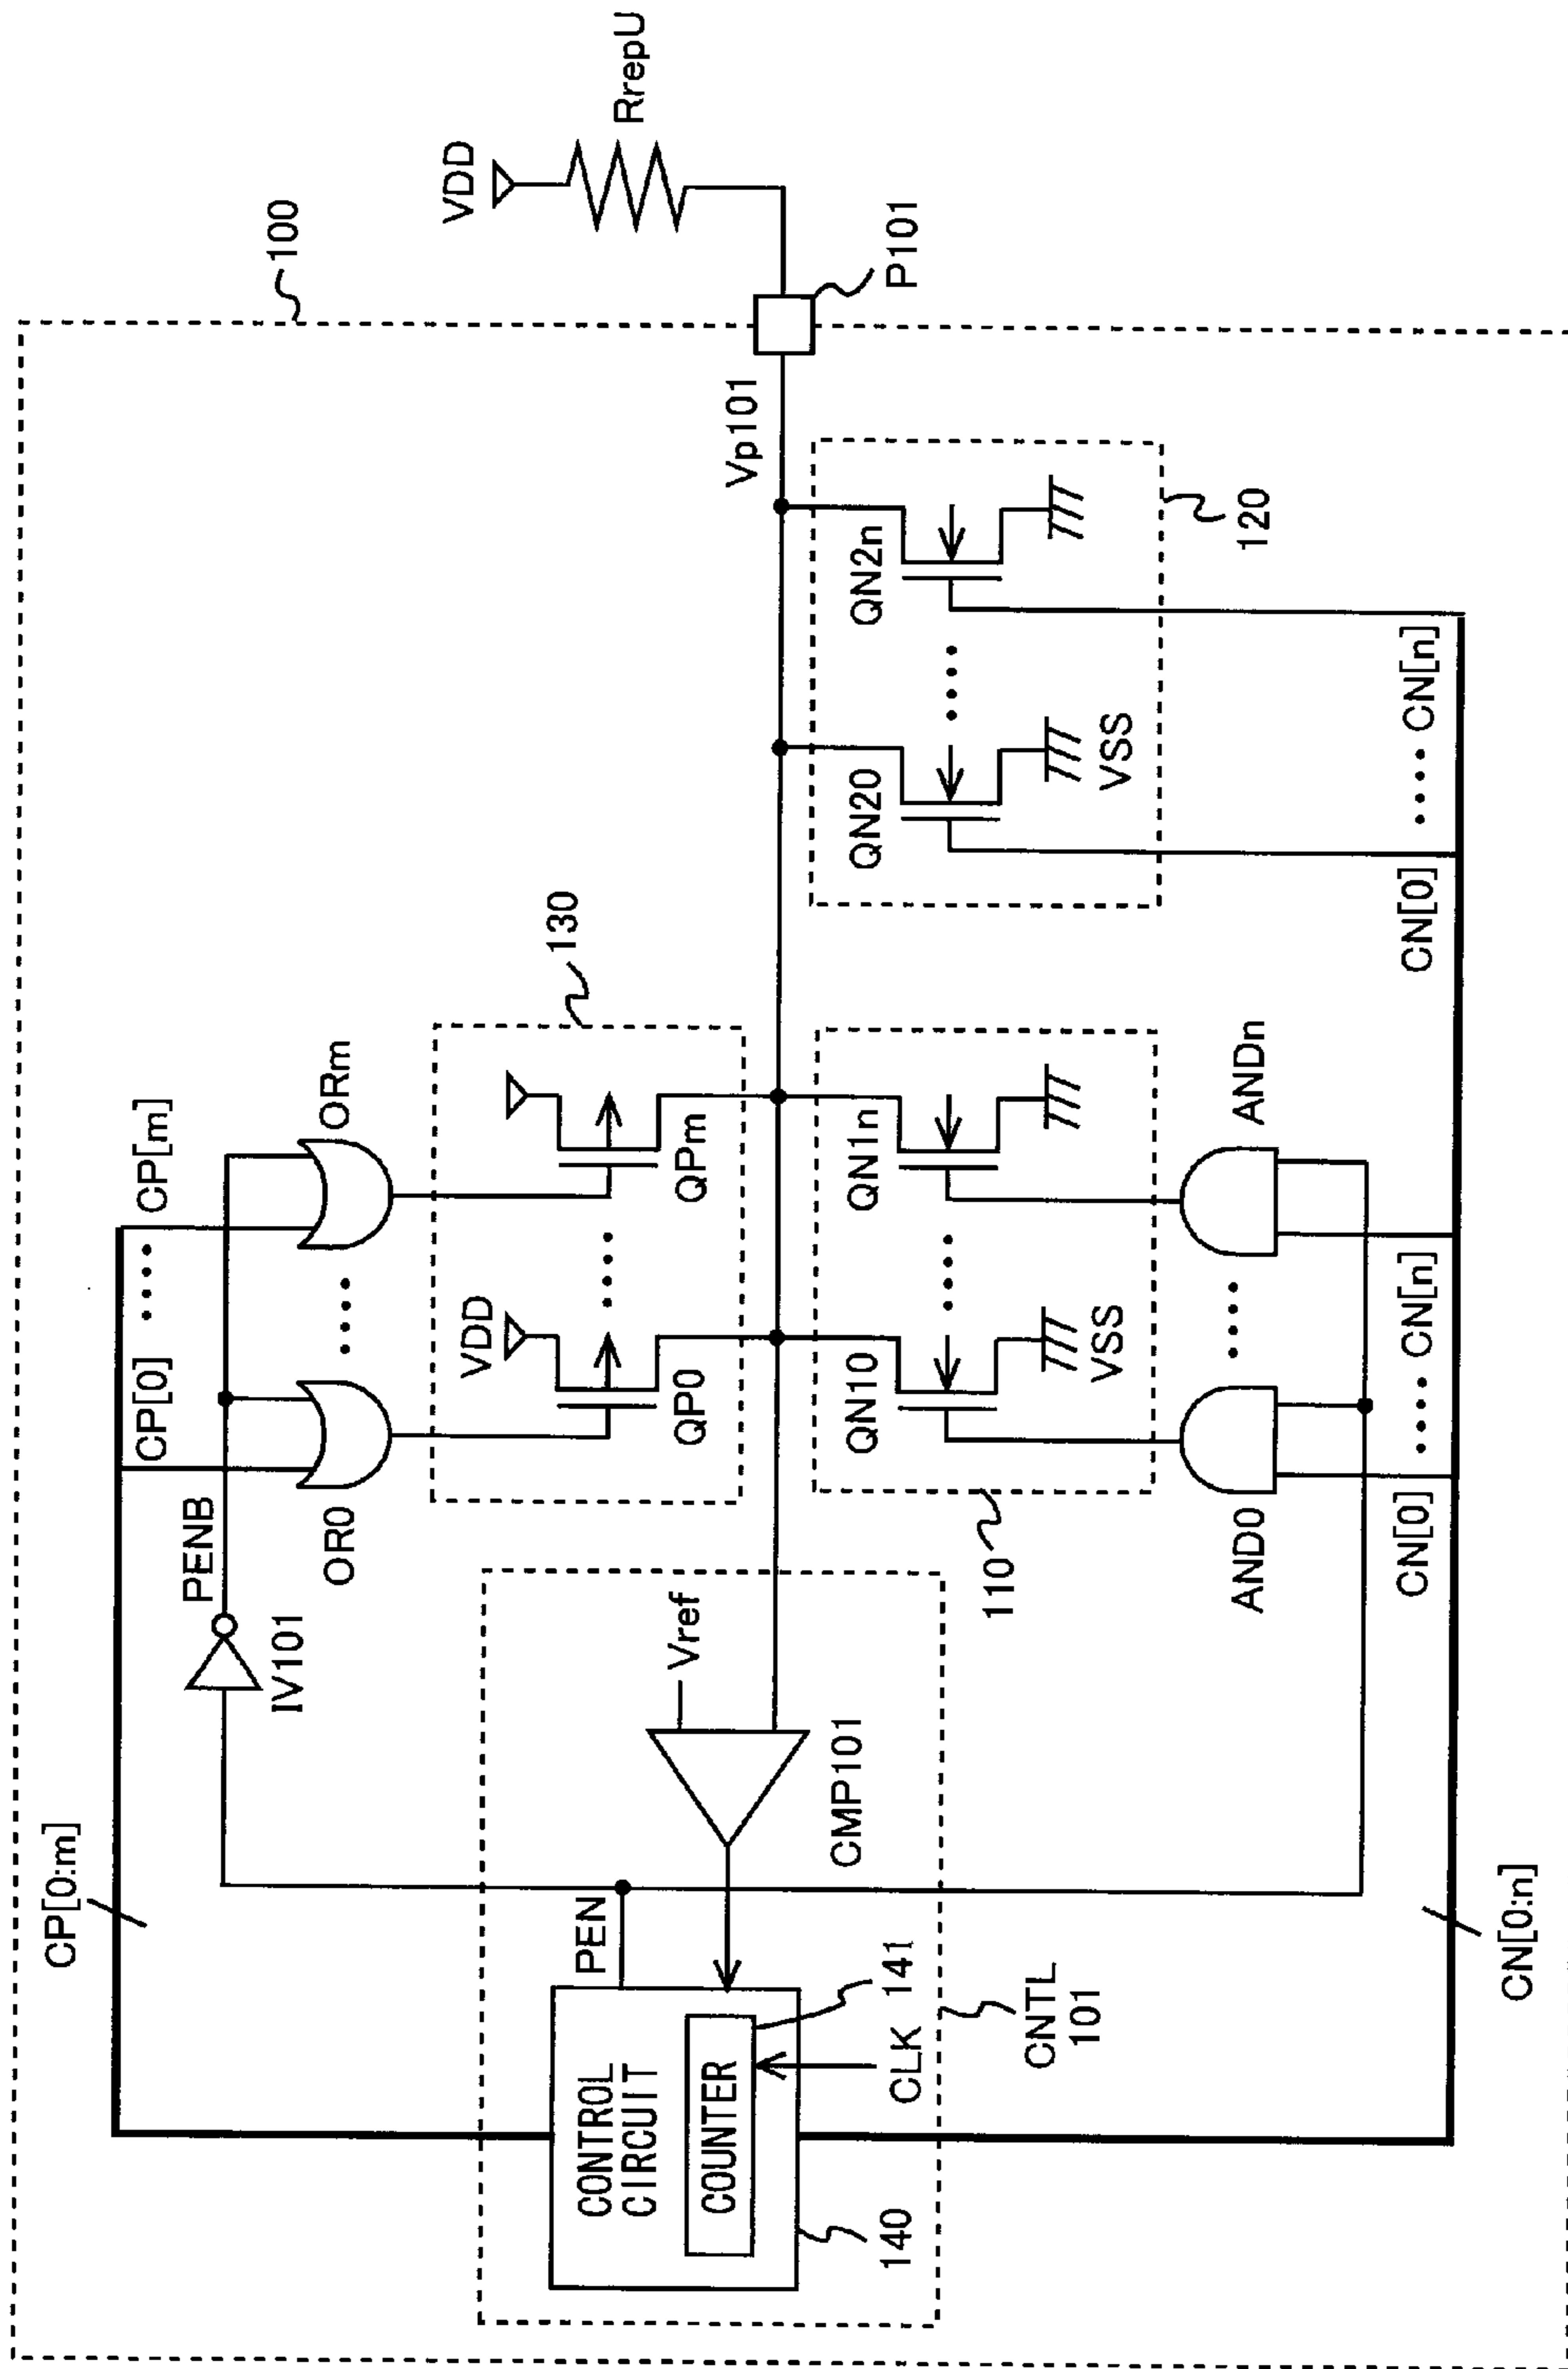 CP[0:m]
PENB
CP[0]
CP[m]
100
IV101
OR0
ORm
130
VDD
VDD
RrepU
QP0
QPm
Vp101
P101
PEN
Vref
CONTROL
CIRCUIT
COUNTER
140
141
CLK
CMP101
CNTL
101
QN10
QN1n
VSS
110
QN20
QN2n
VSS
120
AND0
ANDn
CN[0]
CN[n]
CN[0]
CN[n]
CN[0:n]